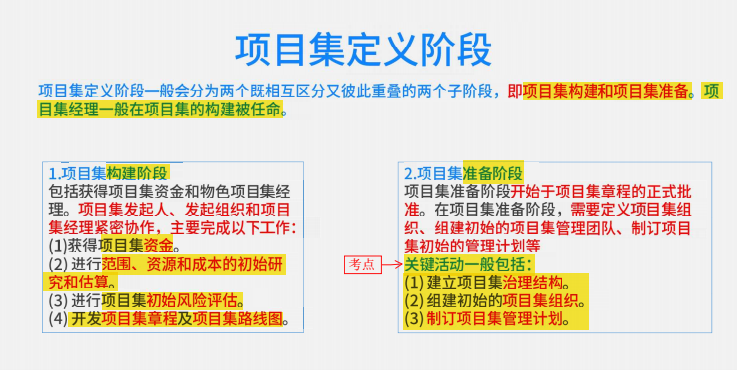 项目集定义阶段
项目集定义阶段一般会分为两个既相互区分又彼此重叠的两个子阶段，即项目集构建和项目集准备。项
目集经理一般在项目集的构建被任命。
1.项目集构建阶段
包括获得项目集资金和物色项目集经
理。项目集发起人、发起组织和项目
集经理紧密协作，主要完成以下工作：
(1)获得项目集资金。
(2) 进行范围、资源和成本的初始研
究和估算。
(3) 进行项目集初始风险评估。
(4) 开发项目集章程及项目集路线图。
2.项目集准备阶段
项目集准备阶段开始于项目集章程的正式批
准。在项目集准备阶段，需要定义项目集组
织、组建初始的项目集管理团队、制订项目
集初始的管理计划等
考点
关键活动一般包括：
(1) 建立项目集治理结构。
(2) 组建初始的项目集组织。
(3) 制订项目集管理计划。